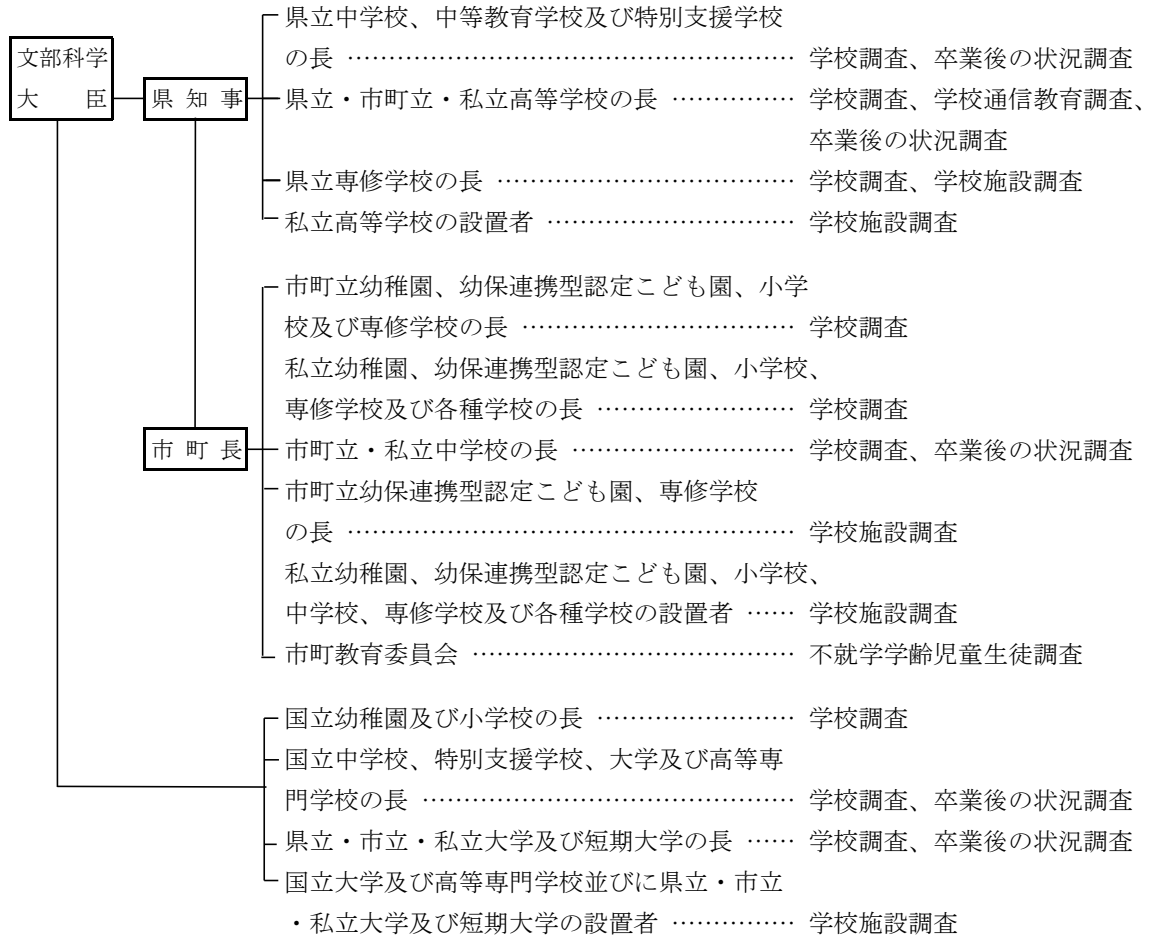 県立中学校、中等教育学校及び特別支援学校
の長 ………………………………………………… 学校調査、卒業後の状況調査
文部科学
大臣
県知事
県立・市町立・私立高等学校の長 …………… 学校調査、学校通信教育調査、
卒業後の状況調査
県立専修学校の長 ……………………………… 学校調査、学校施設調査
私立高等学校の設置者 ………………………… 学校施設調査
市町立幼稚園、幼保連携型認定こども園、小学
校及び専修学校の長 …………………………… 学校調査
私立幼稚園、幼保連携型認定こども園、小学校、
専修学校及び各種学校の長 …………………… 学校調査
市町長
市町立・私立中学校の長 ……………………… 学校調査、卒業後の状況調査
市町立幼保連携型認定こども園、専修学校
の長 ………………………………………………… 学校施設調査
私立幼稚園、幼保連携型認定こども園、小学校、
中学校、専修学校及び各種学校の設置者 …… 学校施設調査
市町教育委員会 ………………………………… 不就学学齢児童生徒調査
国立幼稚園及び小学校の長 …………………… 学校調査
国立中学校、特別支援学校、大学及び高等専
門学校の長 ……………………………………… 学校調査、卒業後の状況調査
県立・市立・私立大学及び短期大学の長 …… 学校調査、卒業後の状況調査
国立大学及び高等専門学校並びに県立・市立
・私立大学及び短期大学の設置者 …………… 学校施設調査